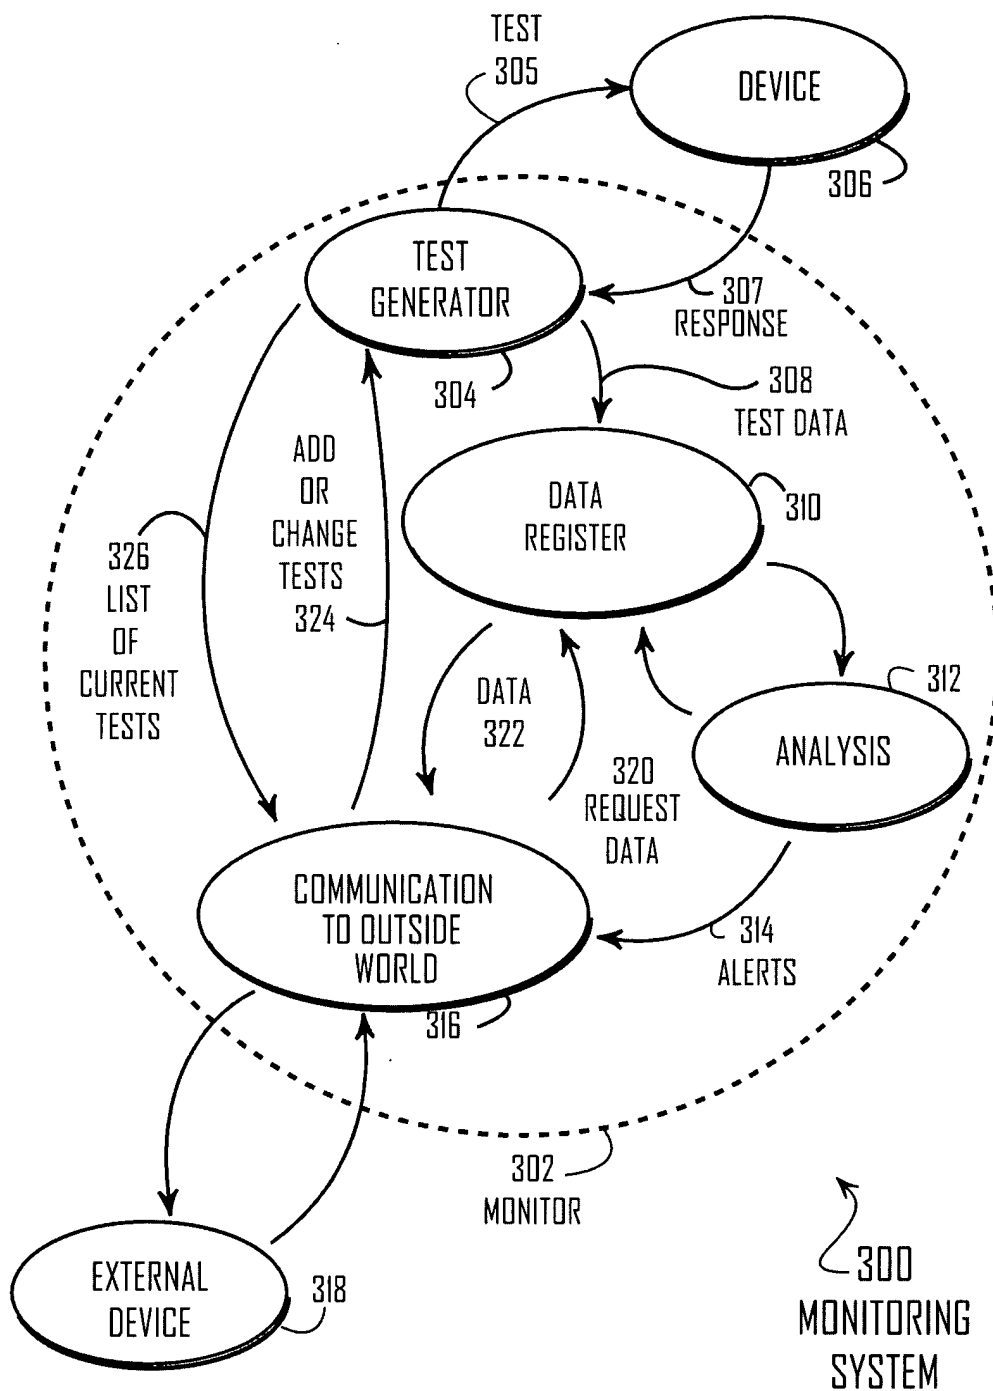 TEST
305
DEVICE
306
TEST
GENERATOR
304
307
RESPONSE
308
TEST DATA
ADD
OR
CHANGE
TESTS
324
DATA
REGISTER
310
326
LIST
OF
CURRENT
TESTS
DATA
322
312
ANALYSIS
320
REQUEST
DATA
COMMUNICATION
TO OUTSIDE
WORLD
316
314
ALERTS
302
MONITOR
EXTERNAL
DEVICE
318
300
MONITORING
SYSTEM